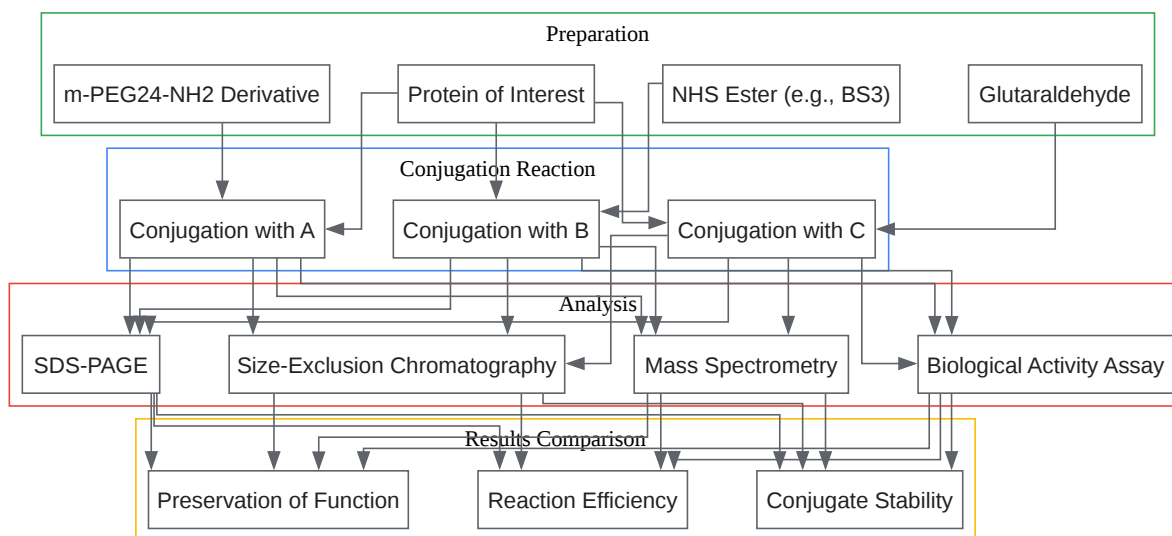 Preparation
m-PEG24-NH2 Derivative
Protein of Interest
NHS Ester (e.g., BS3)
Glutaraldehyde
Conjugation Reaction
Conjugation with A
Conjugation with B
Conjugation with C
Analysis
SDS-PAGE
Size-Exclusion Chromatography
Mass Spectrometry
Biological Activity Assay
Results Comparison
Preservation of Function
Reaction Efficiency
Conjugate Stability